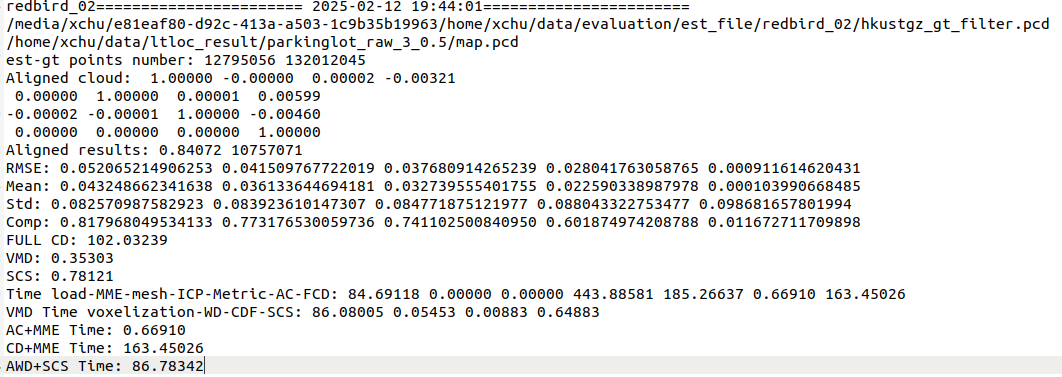 redbird_02======================= 2025-02-12 19:44:01=======================
/media/xchu/e81eaf80-d92c-413a-a503-1c9b35b19963/home/xchu/data/evaluation/est_file/redbird_02/hkustgz_gt_filter.pcd
/home/xchu/data/ltloc_result/parkinglot_raw_3_0.5/map.pcd
est-gt points number: 12795056 132012045
Aligned cloud:  1.00000 -0.00000  0.00002 -0.00321
 0.00000  1.00000  0.00001  0.00599
-0.00002 -0.00001  1.00000 -0.00460
 0.00000  0.00000  0.00000  1.00000
Aligned results: 0.84072 10757071
RMSE: 0.052065214906253 0.041509767722019 0.037680914265239 0.028041763058765 0.000911614620431
Mean: 0.043248662341638 0.036133644694181 0.032739555401755 0.022590338987978 0.000103990668485
Std: 0.082570987582923 0.083923610147307 0.084771875121977 0.088043322753477 0.098681657801994
Comp: 0.817968049534133 0.773176530059736 0.741102500840950 0.601874974208788 0.011672711709898
FULL CD: 102.03239
VMD: 0.35303
SCS: 0.78121
Time load-MME-mesh-ICP-Metric-AC-FCD: 84.69118 0.00000 0.00000 443.88581 185.26637 0.66910 163.45026
VMD Time voxelization-WD-CDF-SCS: 86.08005 0.05453 0.00883 0.64883
AC+MME Time: 0.66910
CD+MME Time: 163.45026
AWD+SCS Time: 86.78342